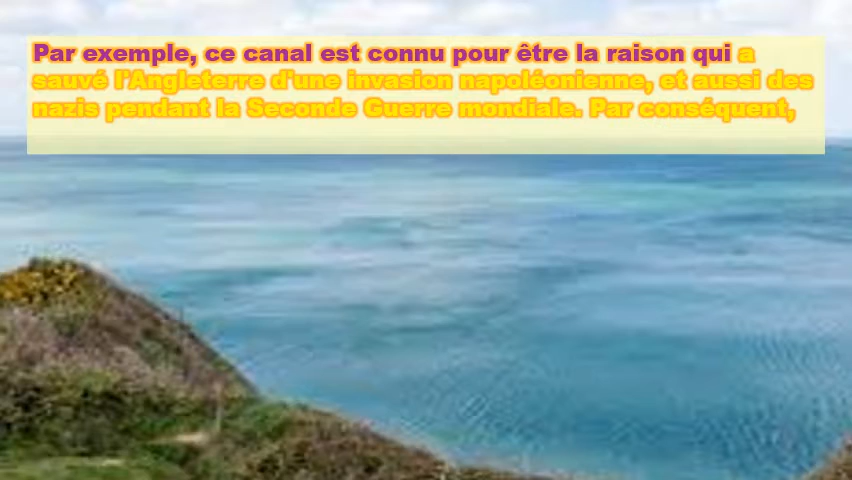 Par exemple, ce canal est connu pour être la raison qui a
sauvé l'Angleterre d'une invasion napoléonienne, et aussi des
nazis pendant la Seconde Guerre mondiale. Par conséquent,